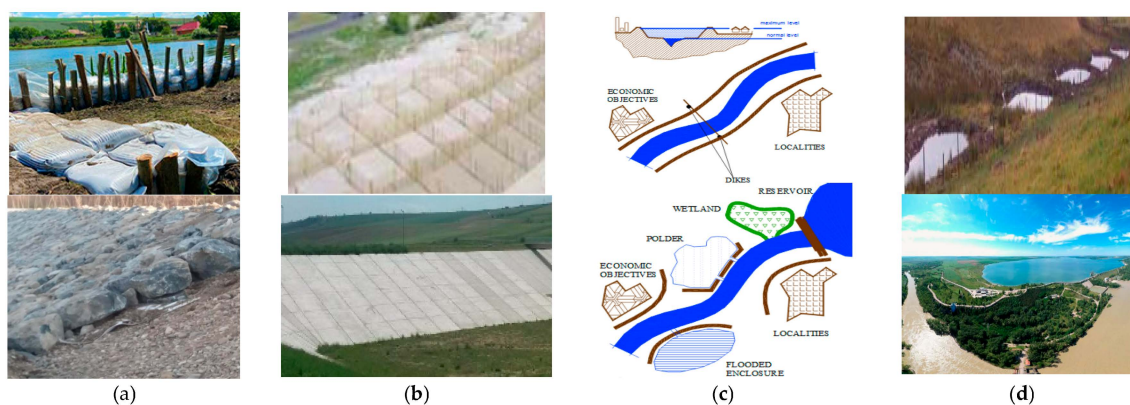 maximum level
normal level
ECONOMIC
OBJECTIVES
LOCALITIES
DIKES
RESERVOIR
WETLAND
POLDER
ECONOMIC
OBJECTIVES
LOCALITIES
FLOODED
ENCLOSURE
(a)
(b)
(c)
(d)